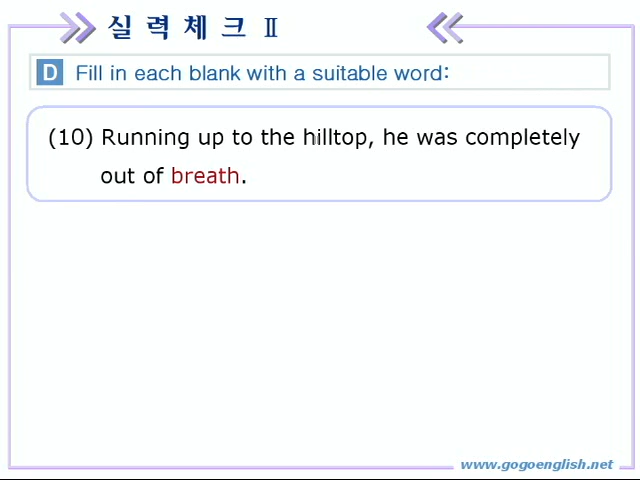 실력체크 Ⅱ
D Fill in each blank with a suitable word:
(10) Running up to the hilltop, he was completely
out of breath.
www.gogoenglish.net